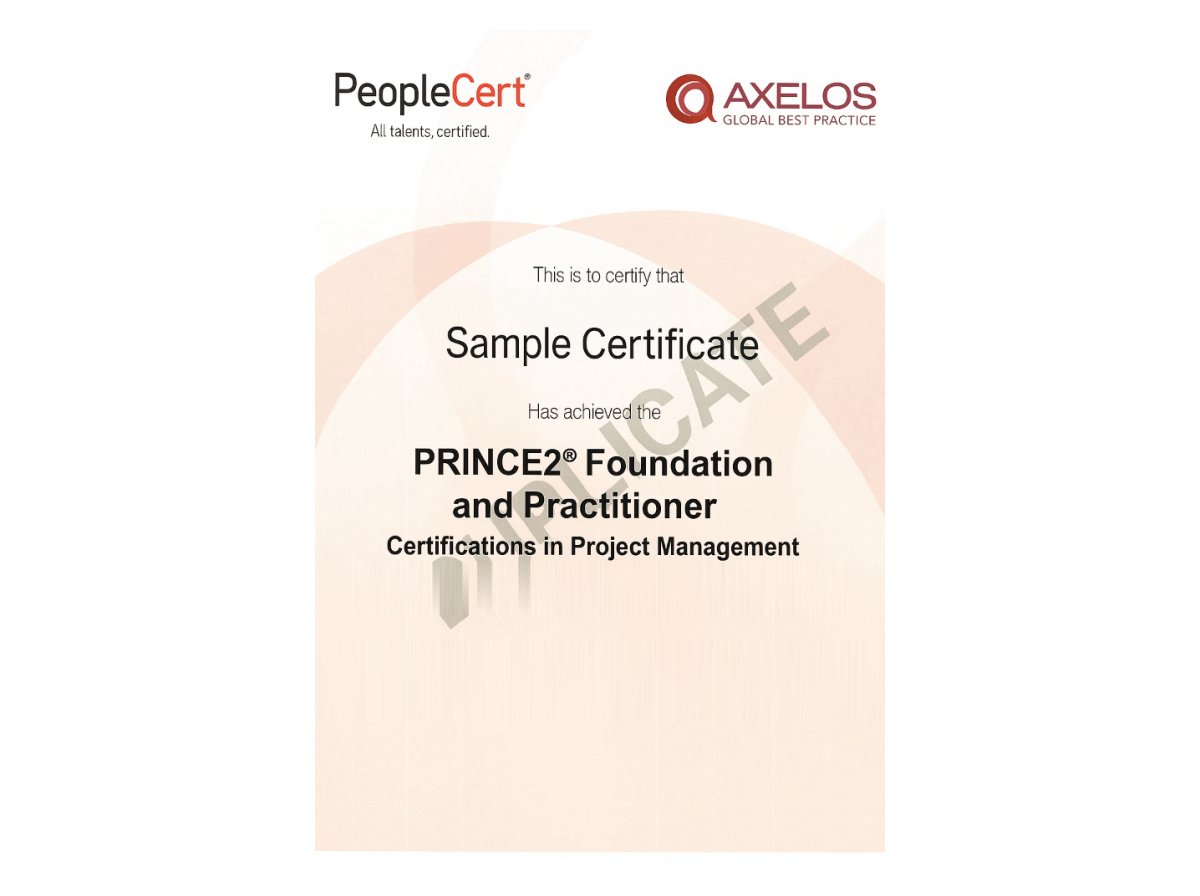 PeopleCert®
All talents, certified.
AXELOS
GLOBAL BEST PRACTICE
This is to certify that
Sample Certificate
Has achieved the
PRINCE2® Foundation
and Practitioner
Certifications in Project Management
DUPLICATE